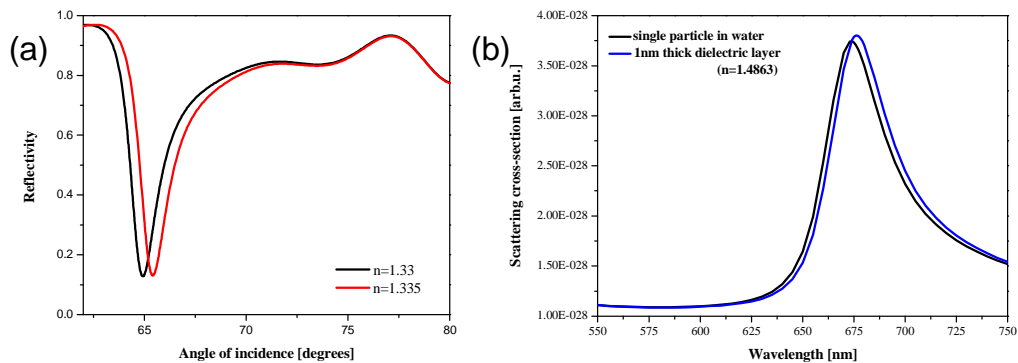 (a)
1.0
0.8
0.6
0.4
0.2
0.0
Reflectivity
65
70
75
80
Angle of incidence [degrees]
n=1.33
n=1.335
(b)
4.00E-028
3.50E-028
3.00E-028
2.50E-028
2.00E-028
1.50E-028
1.00E-028
Scattering cross-section [arb.u.]
single particle in water
1nm thick dielectric layer
(n=1.4863)
550
575
600
625
650
675
700
725
750
Wavelength [nm]